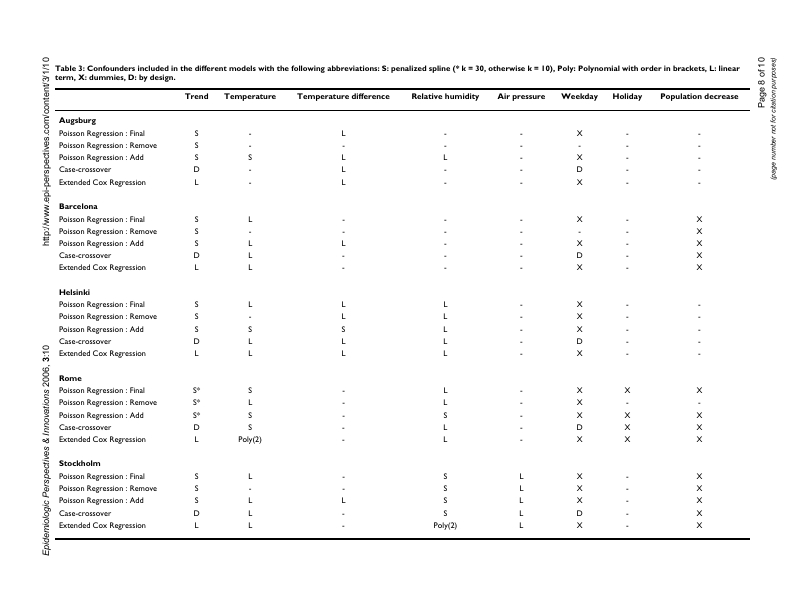 http://www.epi-perspectives.com/content/3/1/10
Epidemiologic Perspectives & Innovations 2006, 3:10
Page 8 of 10
(page number not for citation purposes)
Table 3: Confounders included in the different models with the following abbreviations: S: penalized spline (* k = 30, otherwise k = 10), Poly: Polynomial with order in brackets, L: linear
term, X: dummies, D: by design.
Trend Temperature Temperature difference Relative humidity Air pressure Weekday Holiday Population decrease
Augsburg
Poisson Regression : Final S - L - - X - -
Poisson Regression : Remove S - - - - - - -
Poisson Regression : Add S S L L - X - -
Case-crossover D - L - - D - -
Extended Cox Regression L - L - - X - -
Barcelona
Poisson Regression : Final S L - - - X - X
Poisson Regression : Remove S - - - - - - X
Poisson Regression : Add S L L - - X - X
Case-crossover D L - - - D - X
Extended Cox Regression L L - - - X - X
Helsinki
Poisson Regression : Final S L L L - X - -
Poisson Regression : Remove S - L L - X - -
Poisson Regression : Add S S S L - X - -
Case-crossover D L L L - D - -
Extended Cox Regression L L L L - X - -
Rome
Poisson Regression : Final S* S - L - X X X
Poisson Regression : Remove S* L - L - X - -
Poisson Regression : Add S* S - S - X X X
Case-crossover D S - L - D X X
Extended Cox Regression L Poly(2) - L - X X X
Stockholm
Poisson Regression : Final S L - S L X - X
Poisson Regression : Remove S - - S L X - X
Poisson Regression : Add S L L S L X - X
Case-crossover D L - S L D - X
Extended Cox Regression L L - Poly(2) L X - X